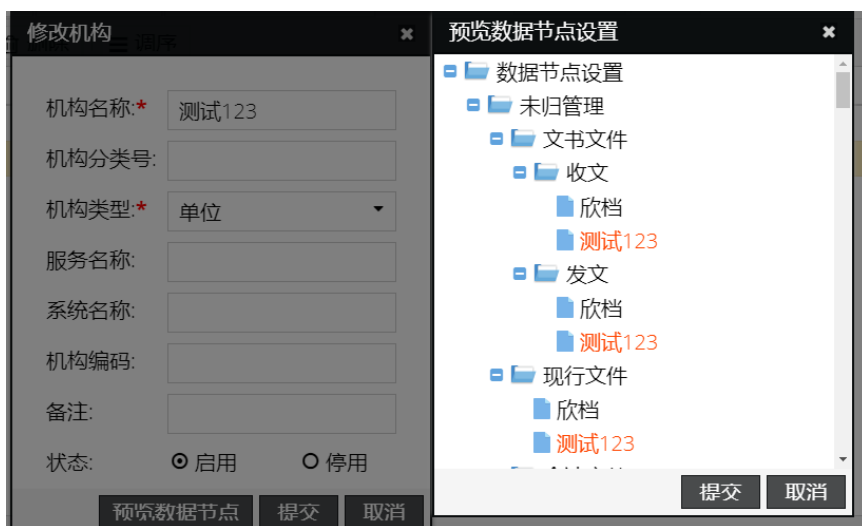 修改机构
调序
机构名称:*
测试123
机构分类号:
机构类型:*
单位
服务名称:
系统名称:
机构编码:
备注:
状态:
启用
停用
预览数据节点
提交
取消
预览数据节点设置
数据节点设置
未归管理
文书文件
收文
欣档
测试123
发文
欣档
测试123
现行文件
欣档
测试123
提交
取消